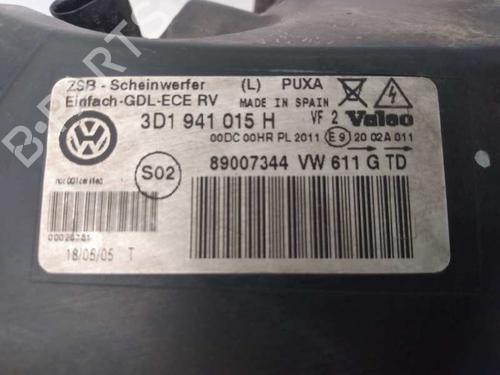 ZSB - Scheinwerfer (L) PUXA
Einfach-GDL-ECE RV MADE IN SPAIN VF 2 Valeo
3D1 941 015 H 00DC 00HR PL 2011 E9 20 02A 011
S02 89007344 VW 611 G TD
00026751
18/05/05 T
B-PARTS